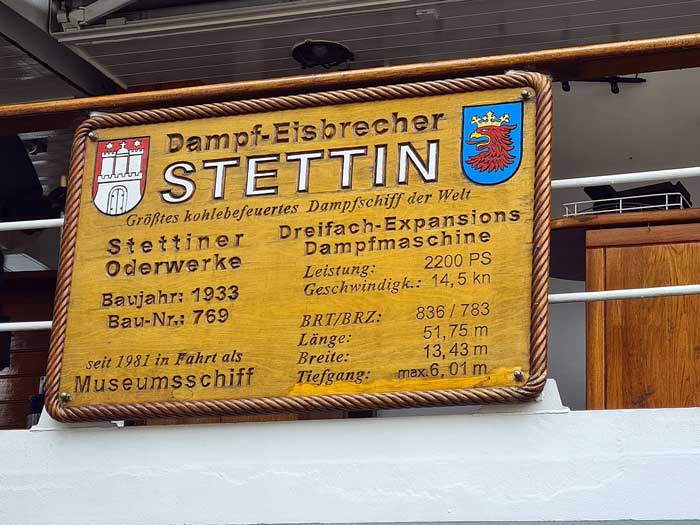 Dampf-Eisbrecher
STETTIN
Größtes kohlebefeuertes Dampfschiff der Welt
Stettiner
Oderwerke
Baujahr: 1933
Bau-Nr.: 769
seit 1981 in Fahrt als
Museumsschiff
Dreifach-Expansions
Dampfmaschine
Leistung: 2200 PS
Geschwindigk.: 14,5 kn
BRT/BRZ: 836 / 783
Länge: 51,75 m
Breite: 13,43 m
Tiefgang: max.6,01 m